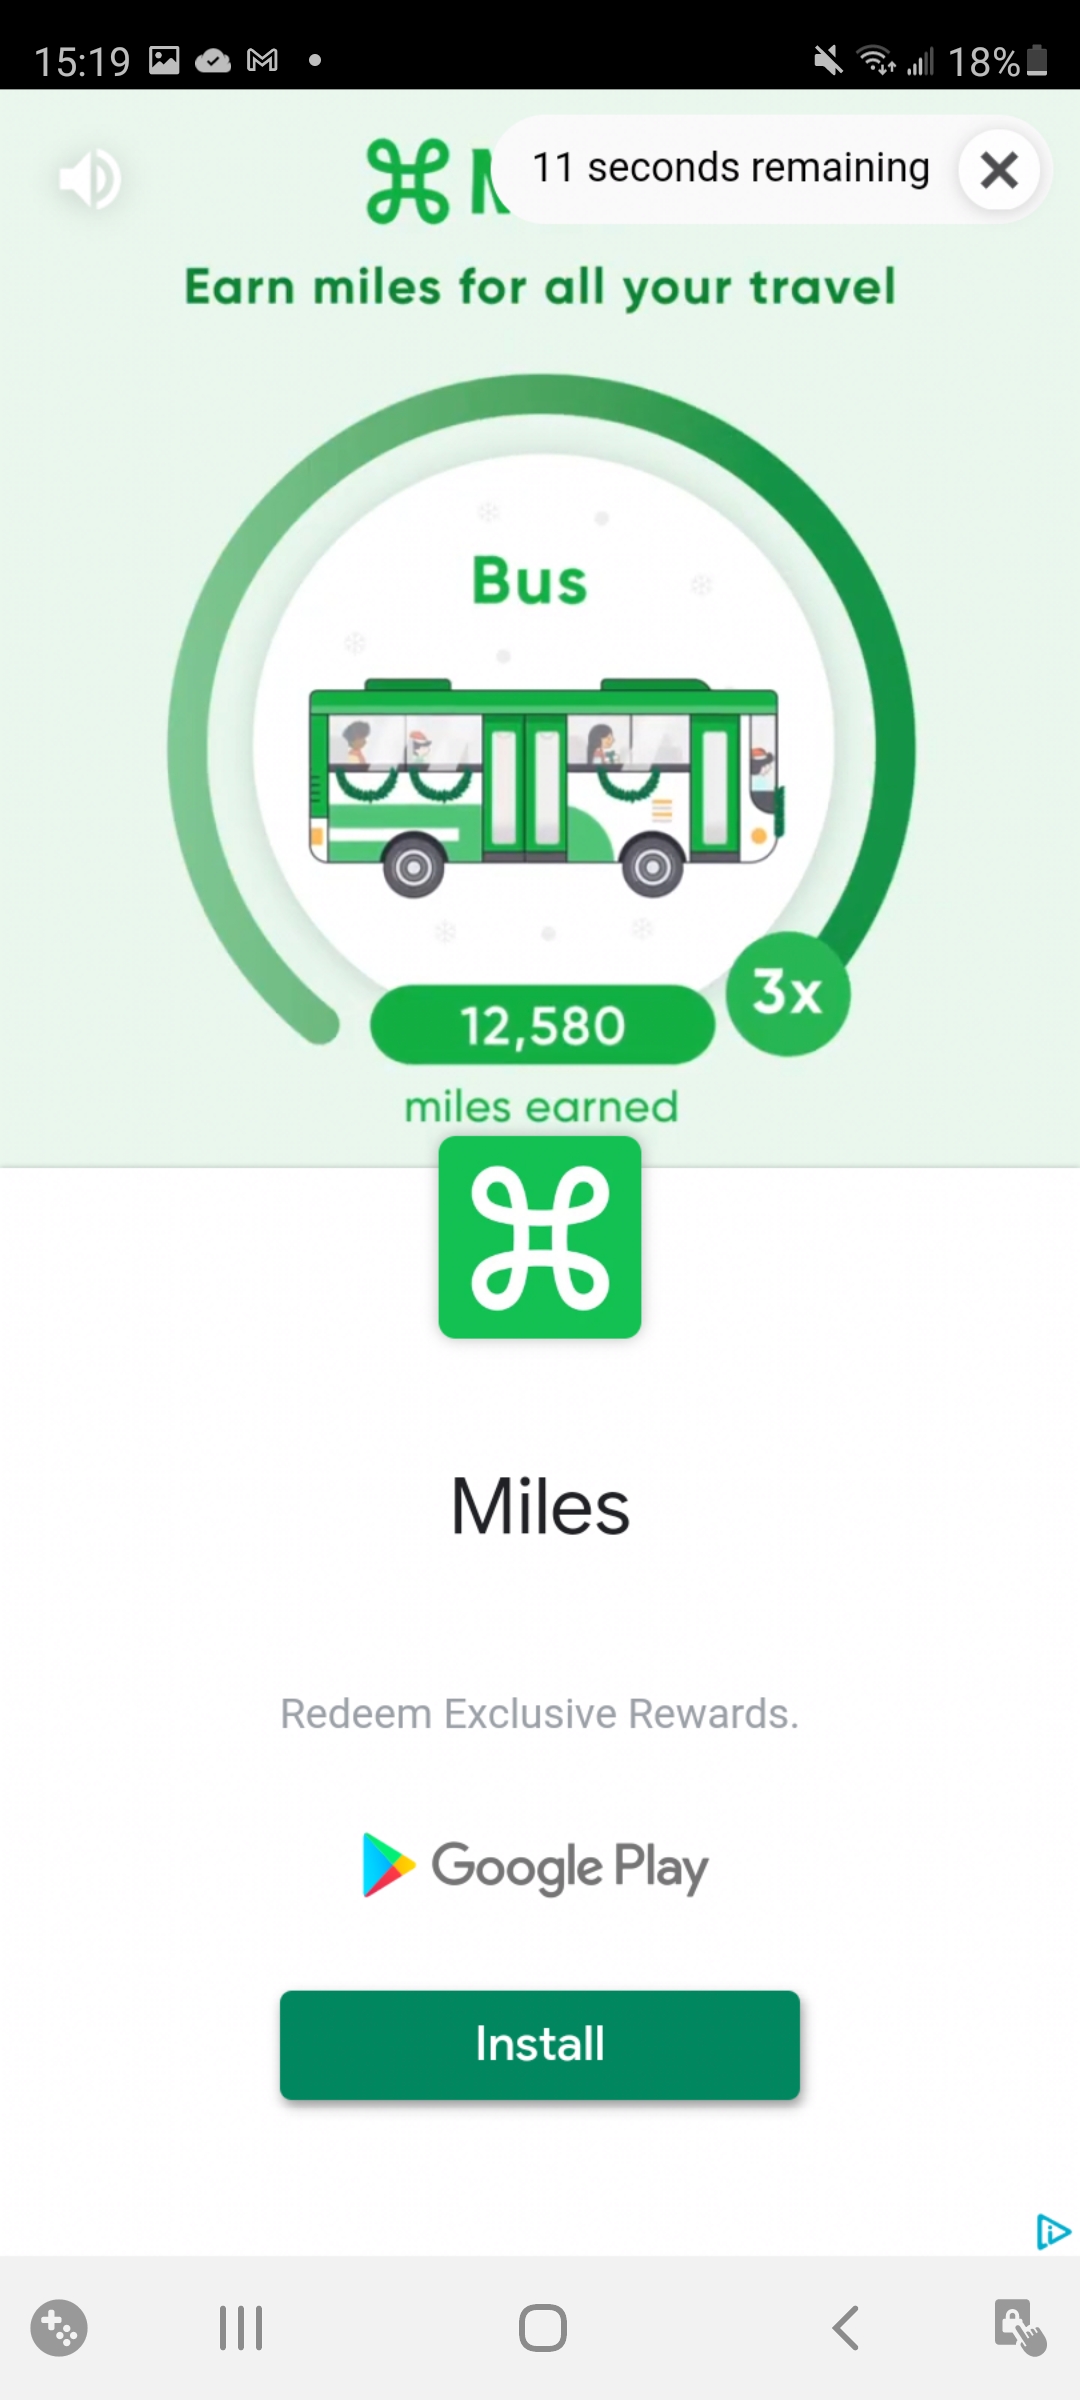 15:19
18%
11 seconds remaining
Earn miles for all your travel
Bus
3x
12,580
miles earned
Miles
Redeem Exclusive Rewards.
Google Play
Install